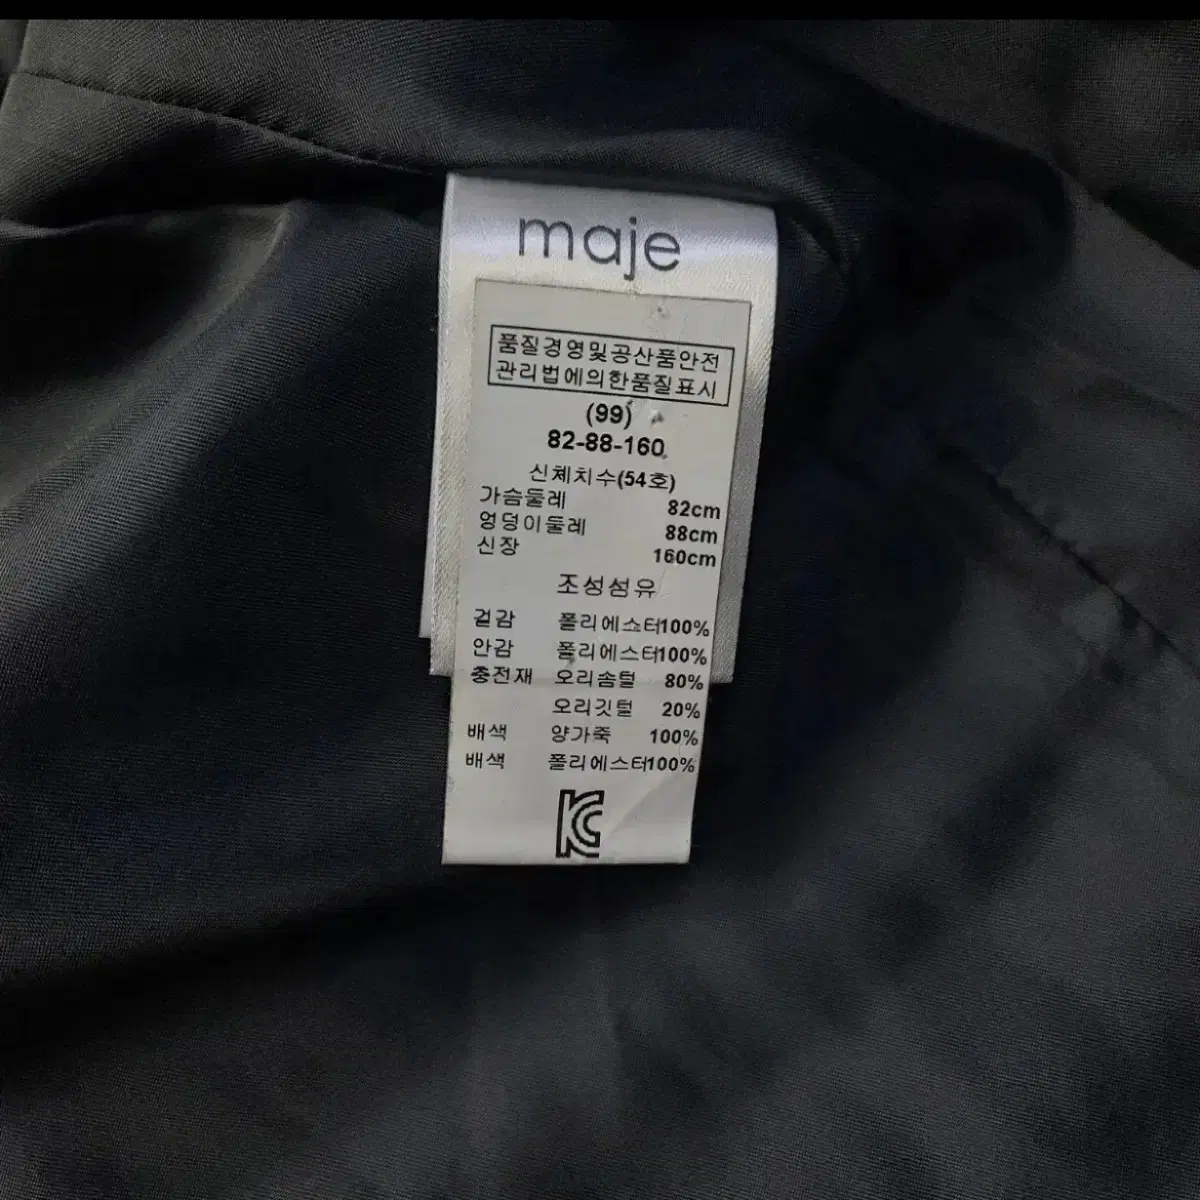 maje
품질경영및공산품안전
관리법에의한품질표시
(99)
82-88-160
신체치수(54호)
가슴둘레 82cm
엉덩이둘레 88cm
신장 160cm
조성섬유
겉감 폴리에스터100%
안감 폴리에스터100%
충전재 오리솜털 80%
오리깃털 20%
배색 양가죽 100%
배색 폴리에스터100%
KC